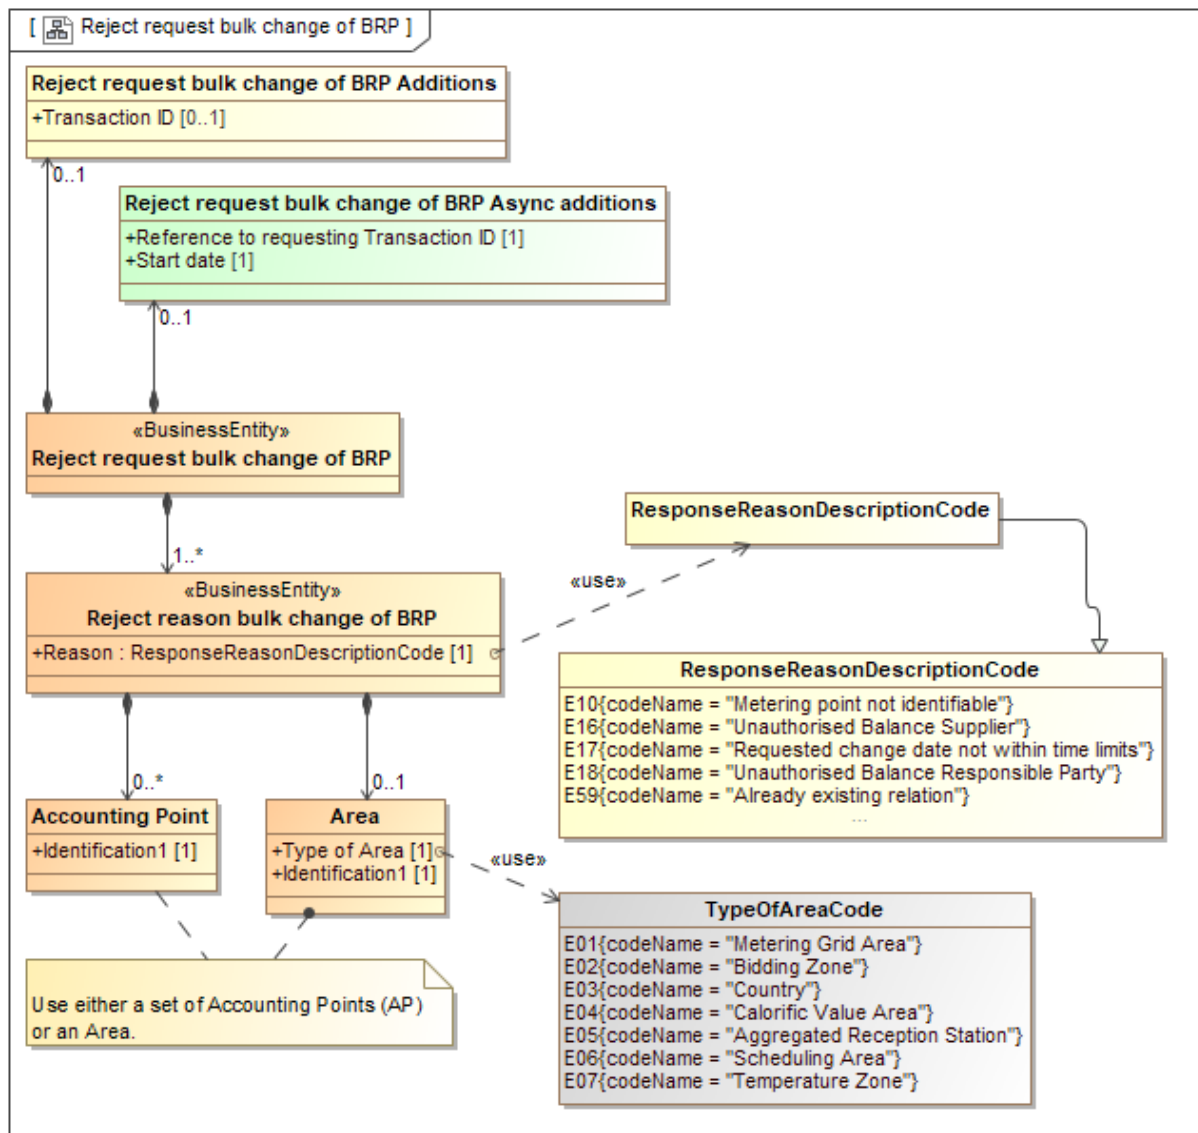 [ Reject request bulk change of BRP ]
Reject request bulk change of BRP Additions
+Transaction ID [0..1]
0..1
Reject request bulk change of BRP Async additions
+Reference to requesting Transaction ID [1]
+Start date [1]
0..1
«BusinessEntity»
Reject request bulk change of BRP
1..*
«BusinessEntity»
Reject reason bulk change of BRP
+Reason : ResponseReasonDescriptionCode [1]
«use»
ResponseReasonDescriptionCode
ResponseReasonDescriptionCode
E10{codeName = "Metering point not identifiable"}
E16{codeName = "Unauthorised Balance Supplier"}
E17{codeName = "Requested change date not within time limits"}
E18{codeName = "Unauthorised Balance Responsible Party"}
E59{codeName = "Already existing relation"}
...
0..*
0..1
Accounting Point
+Identification1 [1]
Area
+Type of Area [1]
+Identification1 [1]
«use»
TypeOfAreaCode
E01{codeName = "Metering Grid Area"}
E02{codeName = "Bidding Zone"}
E03{codeName = "Country"}
E04{codeName = "Calorific Value Area"}
E05{codeName = "Aggregated Reception Station"}
E06{codeName = "Scheduling Area"}
E07{codeName = "Temperature Zone"}
Use either a set of Accounting Points (AP)
or an Area.